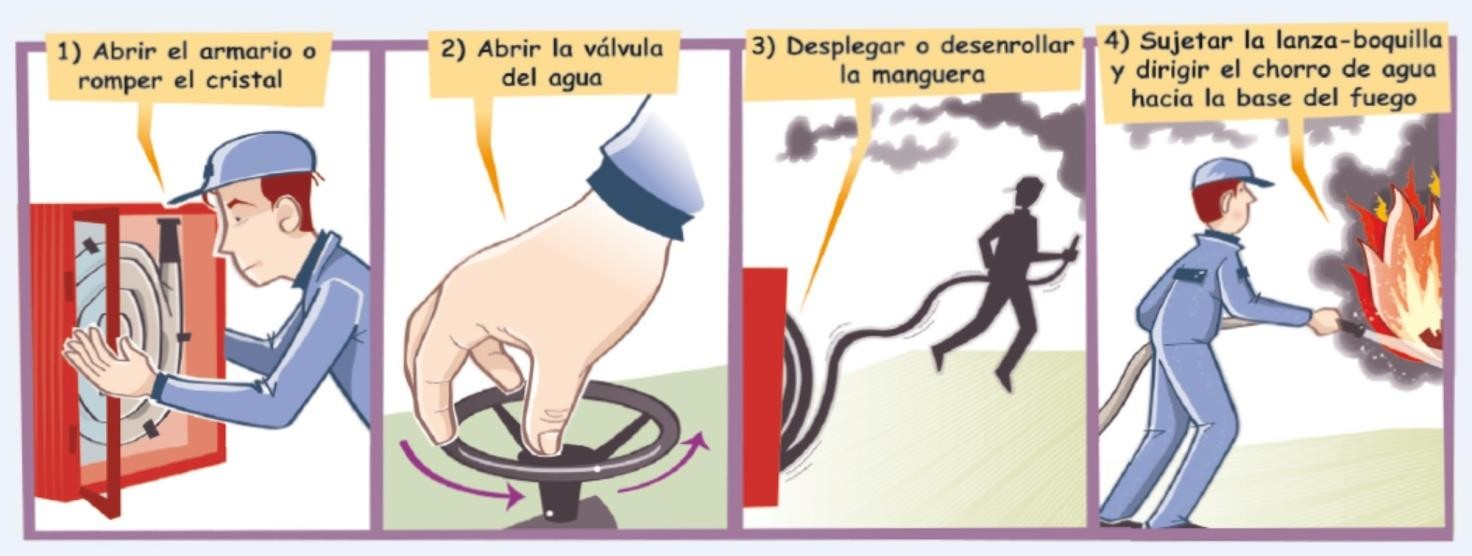 1) Abrir el armario o
romper el cristal
2) Abrir la válvula
del agua
3) Desplegar o desenrollar
la manguera
4) Sujetar la lanza-boquilla
y dirigir el chorro de agua
hacia la base del fuego